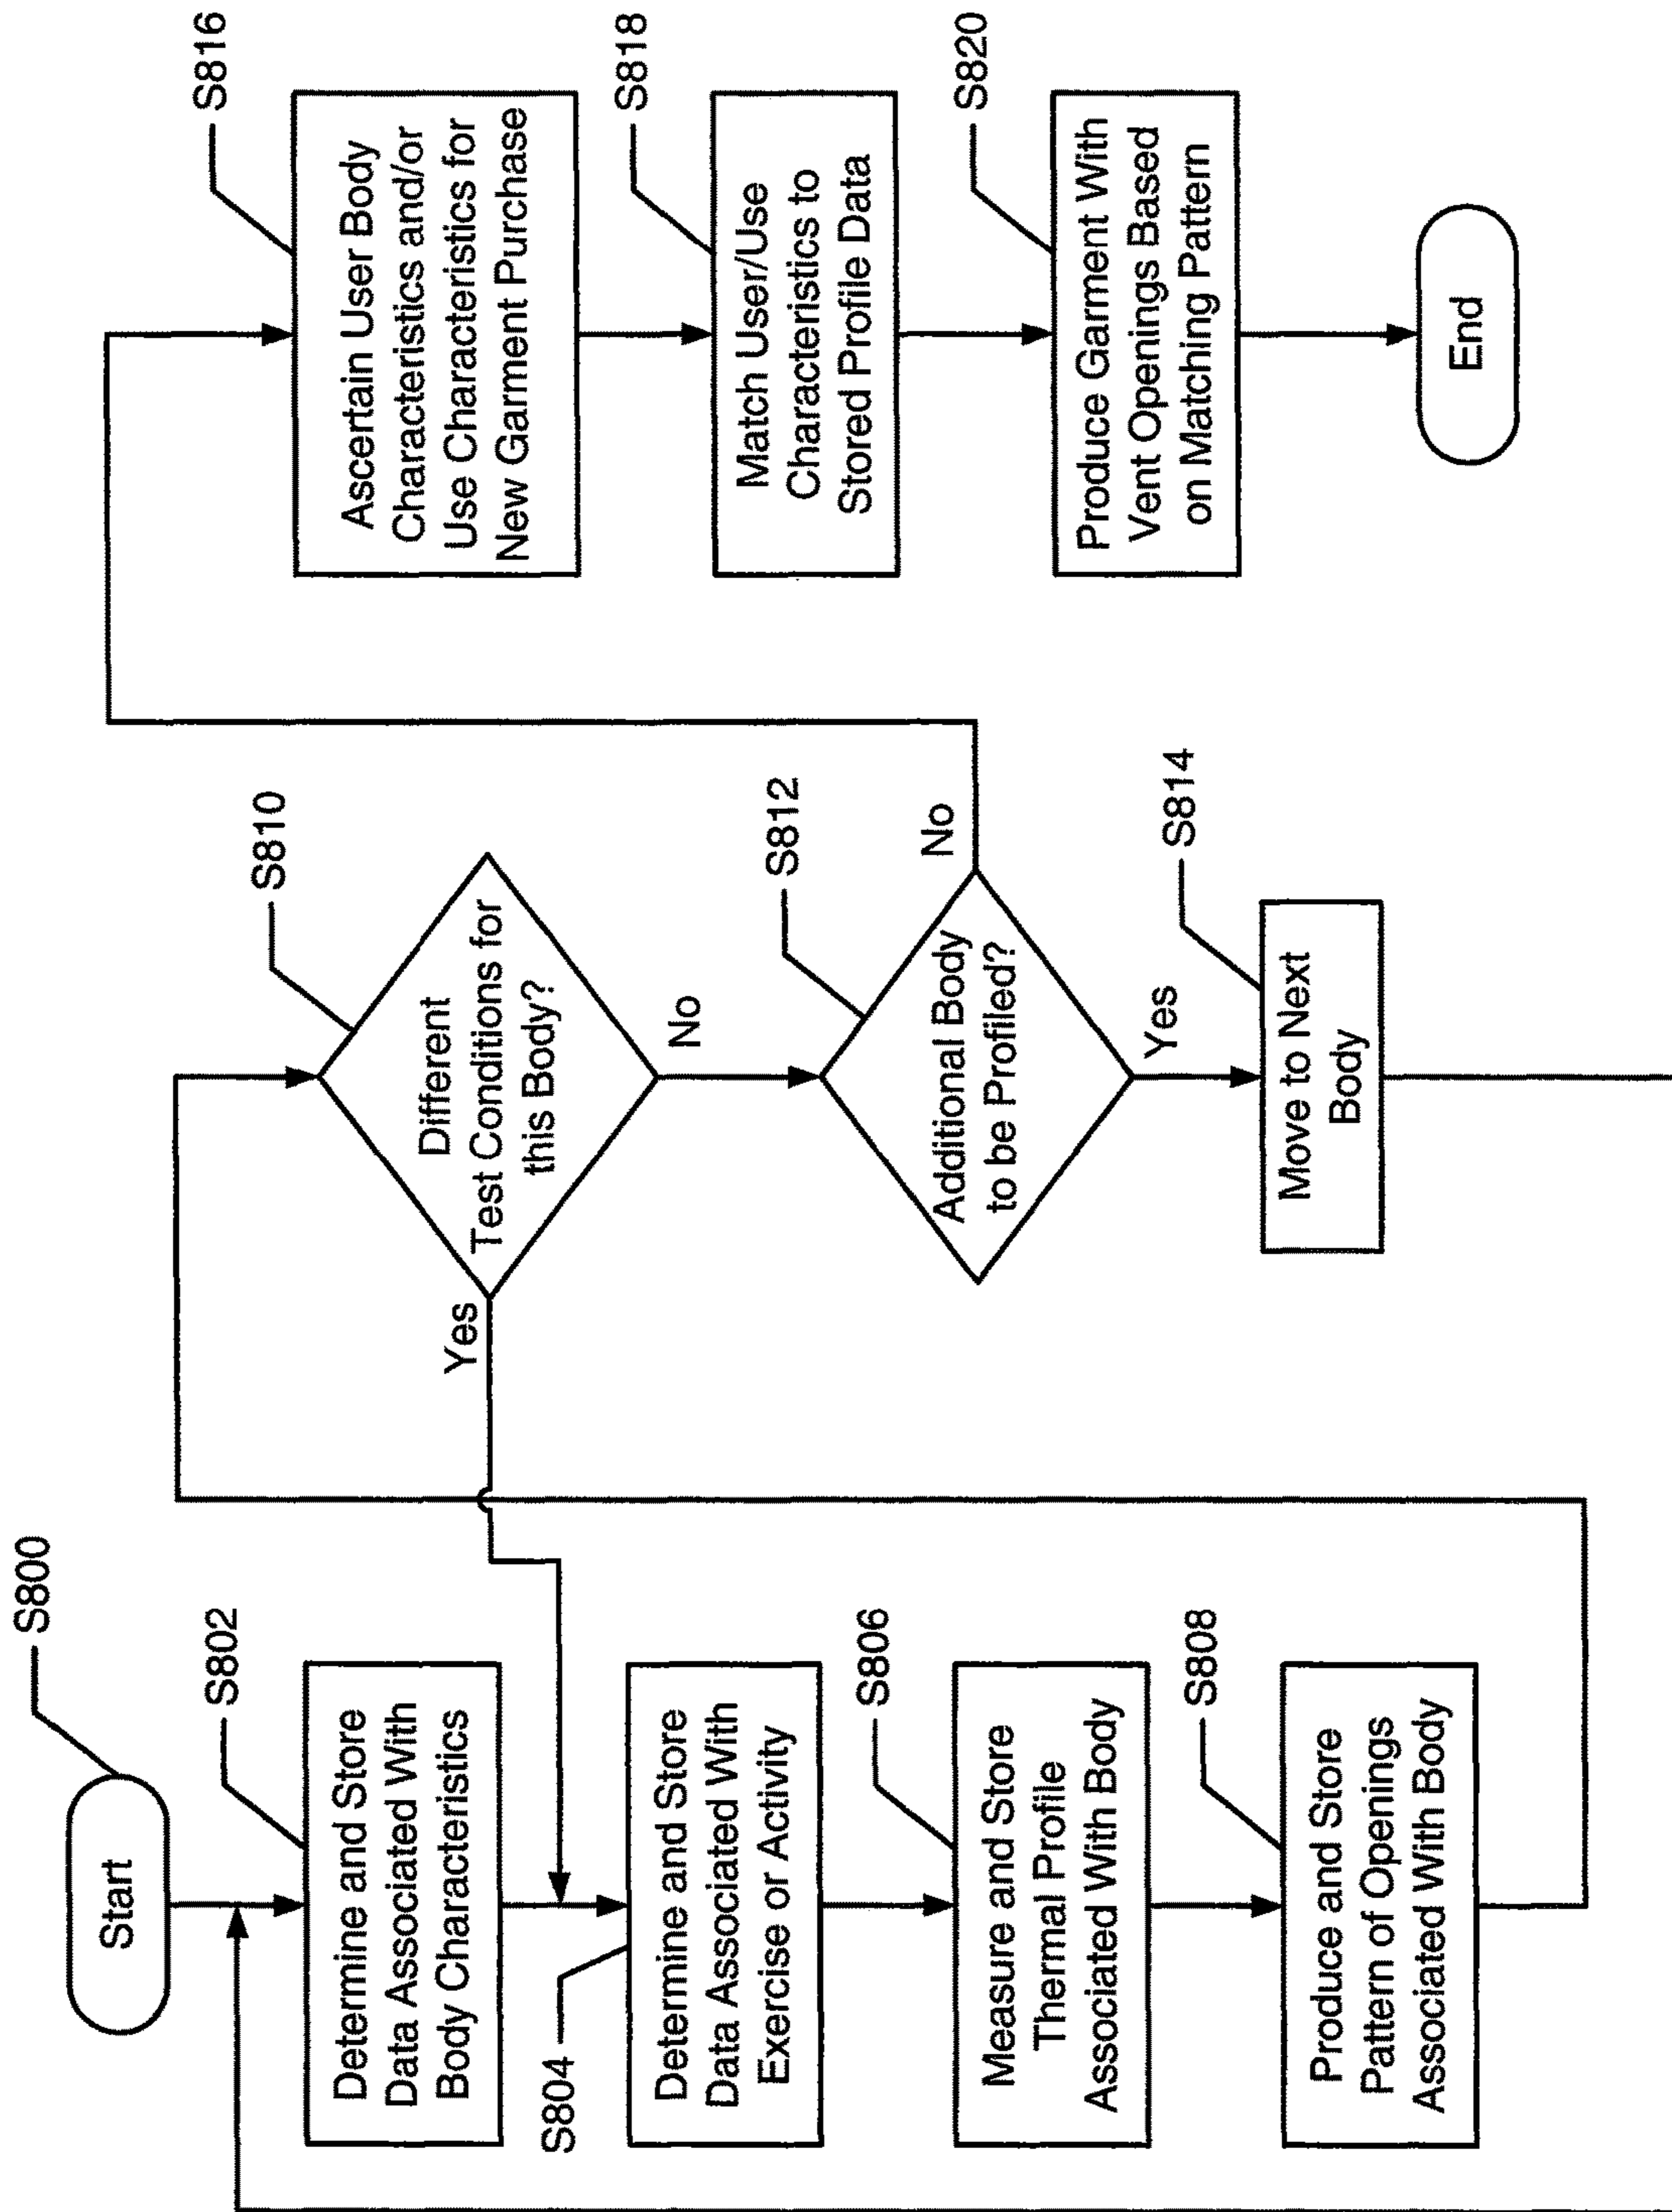 S800
Start
S802
Determine and Store
Data Associated With
Body Characteristics
S804
Determine and Store
Data Associated With
Exercise or Activity
S806
Measure and Store
Thermal Profile
Associated With Body
S808
Produce and Store
Pattern of Openings
Associated With Body
S810
Different
Test Conditions for
this Body?
Yes
No
S812
Additional Body
to be Profiled?
No
Yes
S814
Move to Next
Body
S816
Ascertain User Body
Characteristics and/or
Use Characteristics for
New Garment Purchase
S818
Match User/Use
Characteristics to
Stored Profile Data
S820
Produce Garment With
Vent Openings Based
on Matching Pattern
End